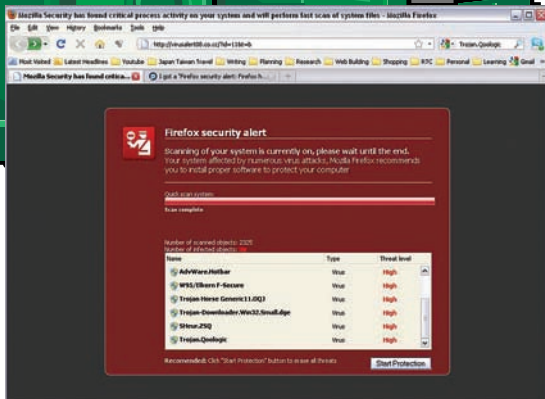 Mozilla Security has found critical process activity on your system and will perform fast scan of system files - Mozilla Firefox
File Edit View History Bookmarks Tools Help
Trojan.Qoologic
Most Visited Latest Headlines Youtube Japan Taiwan Travel Writing Planning Research Web Building Shopping RTC Personal Learning Gmail
Mozilla Security has found critica... I got a "Firefox security alert: Firefox h...
Firefox security alert
Scanning of your system is currently on, please wait until the end.
Your system affected by numerous virus attacks, Mozilla Firefox recommends
you to install proper software to protect your computer
Quick scan system:
Scan complete
Number of scanned objects: 2325
Number of infected objects:
Name Type Threat level
AdvWare.Hotbar Virus High
W95/Elkern F-Secure Virus High
Trojan Horse Generic11.OQJ Virus High
Trojan-Downloader.Win32.Small.dge Virus High
SHeur.ZSQ Virus High
Trojan.Qoologic Virus High
Recomended: Click "Start Protection" button to erase all threats
Start Protection